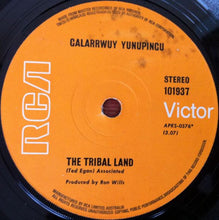 GALARRWUY YUNUPINGU
STEREO
101937
RCA
Victor
APKS-0576*
(3.07)
THE TRIBAL LAND
(Ted Egan) Associated
Produced by Ron Wills